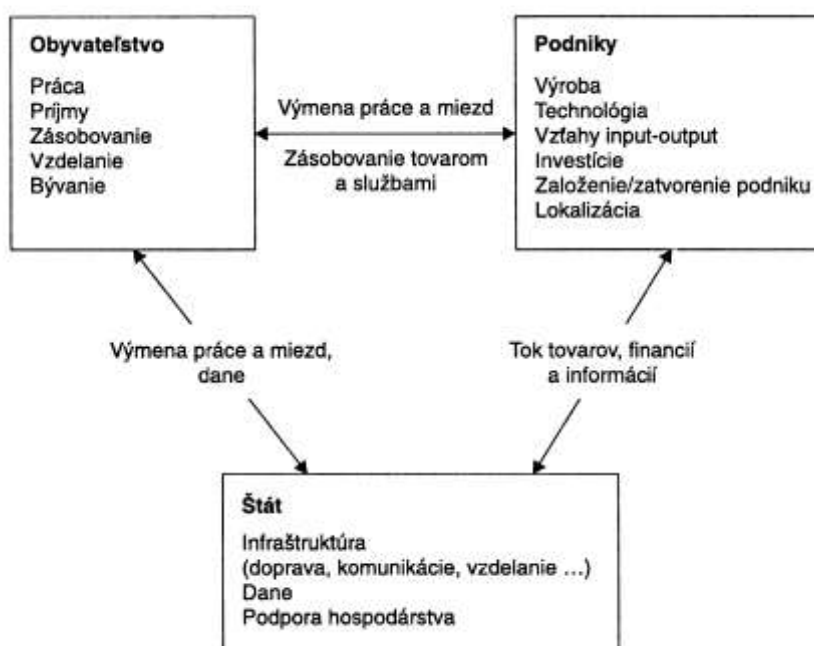 Obyvateľstvo
Práca
Príjmy
Zásobovanie
Vzdelanie
Bývanie
Výmena práce a miezd
Zásobovanie tovarom
a službami
Podniky
Výroba
Technológia
Vzťahy input-output
Investície
Založenie/zatvorenie podniku
Lokalizácia
Výmena práce a miezd,
dane
Tok tovarov, financií
a informácií
Štát
Infraštruktúra
(doprava, komunikácie, vzdelanie ...)
Dane
Podpora hospodárstva